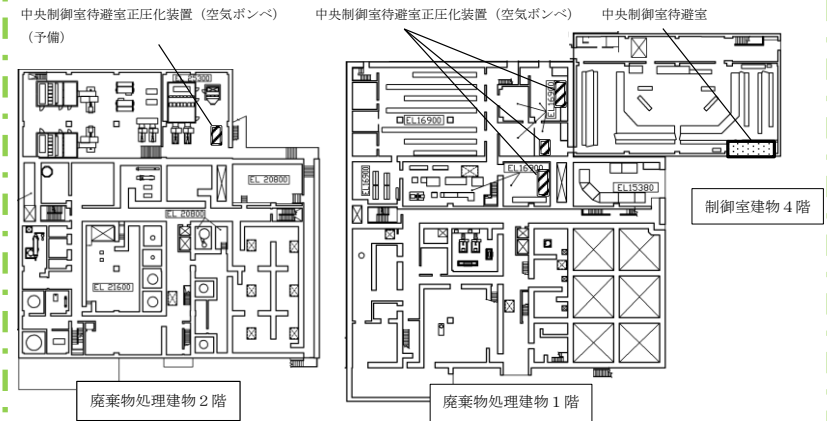 中央制御室待避室正圧化装置（空気ボンベ）
（予備）
中央制御室待避室正圧化装置（空気ボンベ）
中央制御室待避室
EL16900
EL16900
EL16900
EL16900
EL15380
EL 20800
EL 20800
EL 21600
制御室建物４階
廃棄物処理建物２階
廃棄物処理建物１階